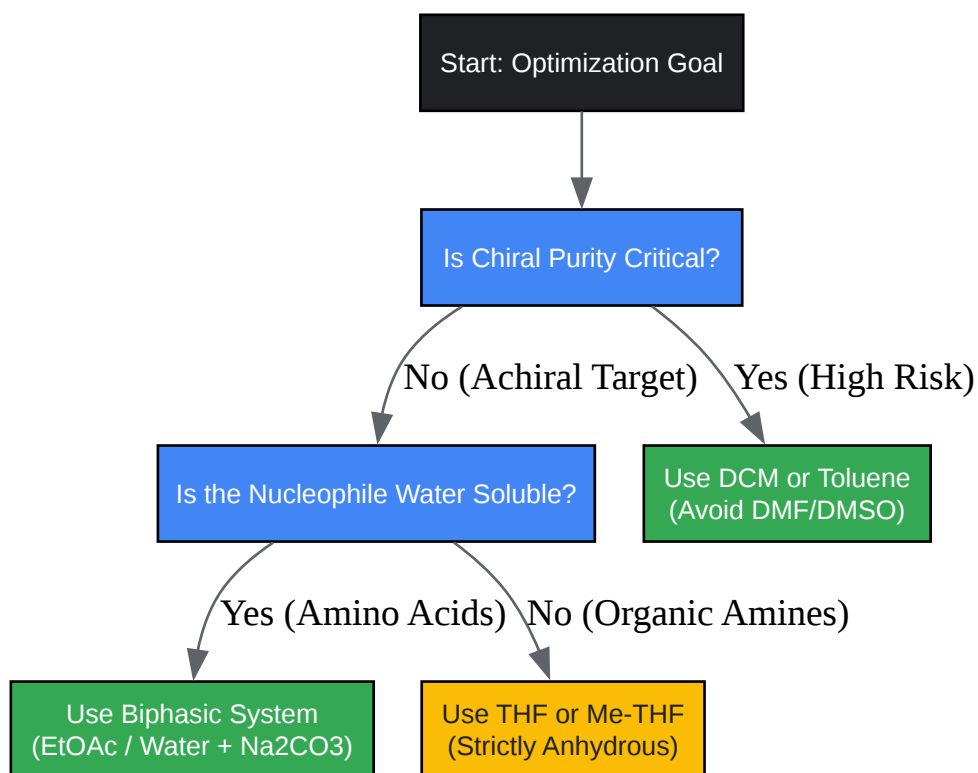 Start: Optimization Goal
Is Chiral Purity Critical?
No (Achiral Target)
Yes (High Risk)
Is the Nucleophile Water Soluble?
Use DCM or Toluene
(Avoid DMF/DMSO)
Yes (Amino Acids)
No (Organic Amines)
Use Biphasic System
(EtOAc / Water + Na2CO3)
Use THF or Me-THF
(Strictly Anhydrous)